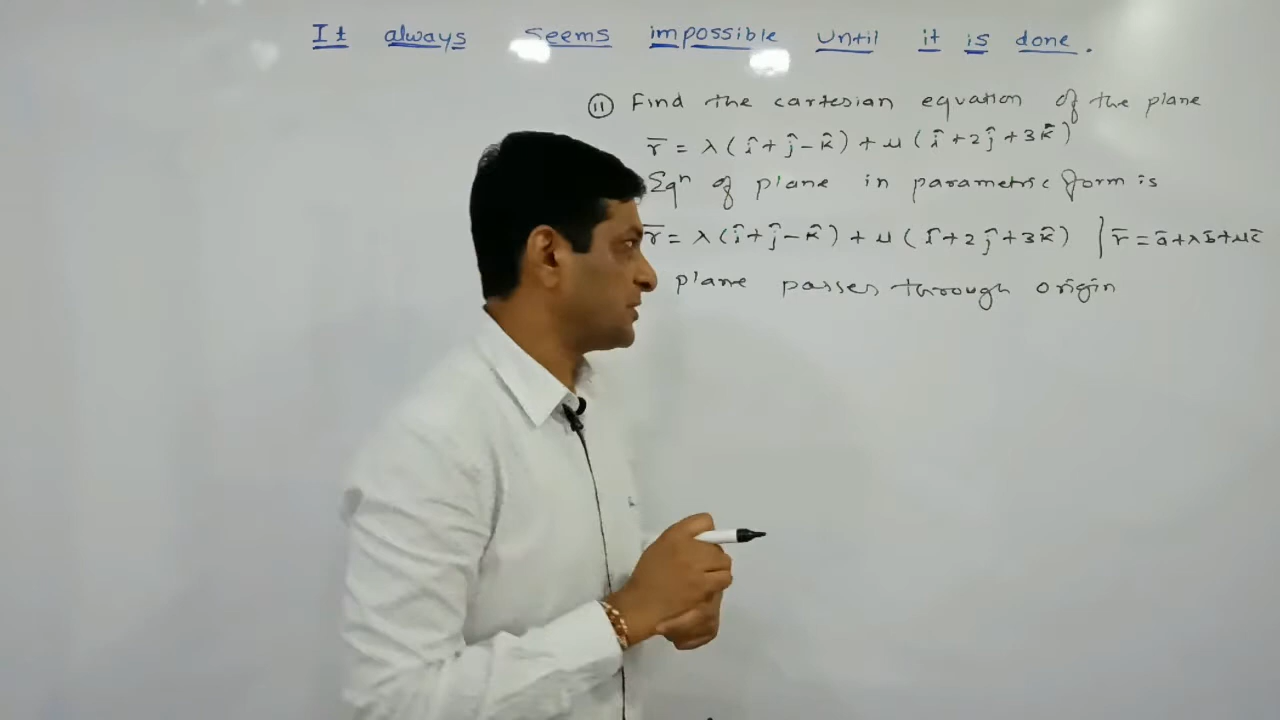 It always seems impossible until it is done.
⑪ Find the cartesian equation of the plane
r̄ = λ(î+ĵ-k̂)+μ(î+2ĵ+3k̂)
Eqⁿ of plane in parametric form is
r̄ = λ(î+ĵ-k̂)+μ(î+2ĵ+3k̂) | r̄ = ā+λb̄+μc̄
plane passes through origin